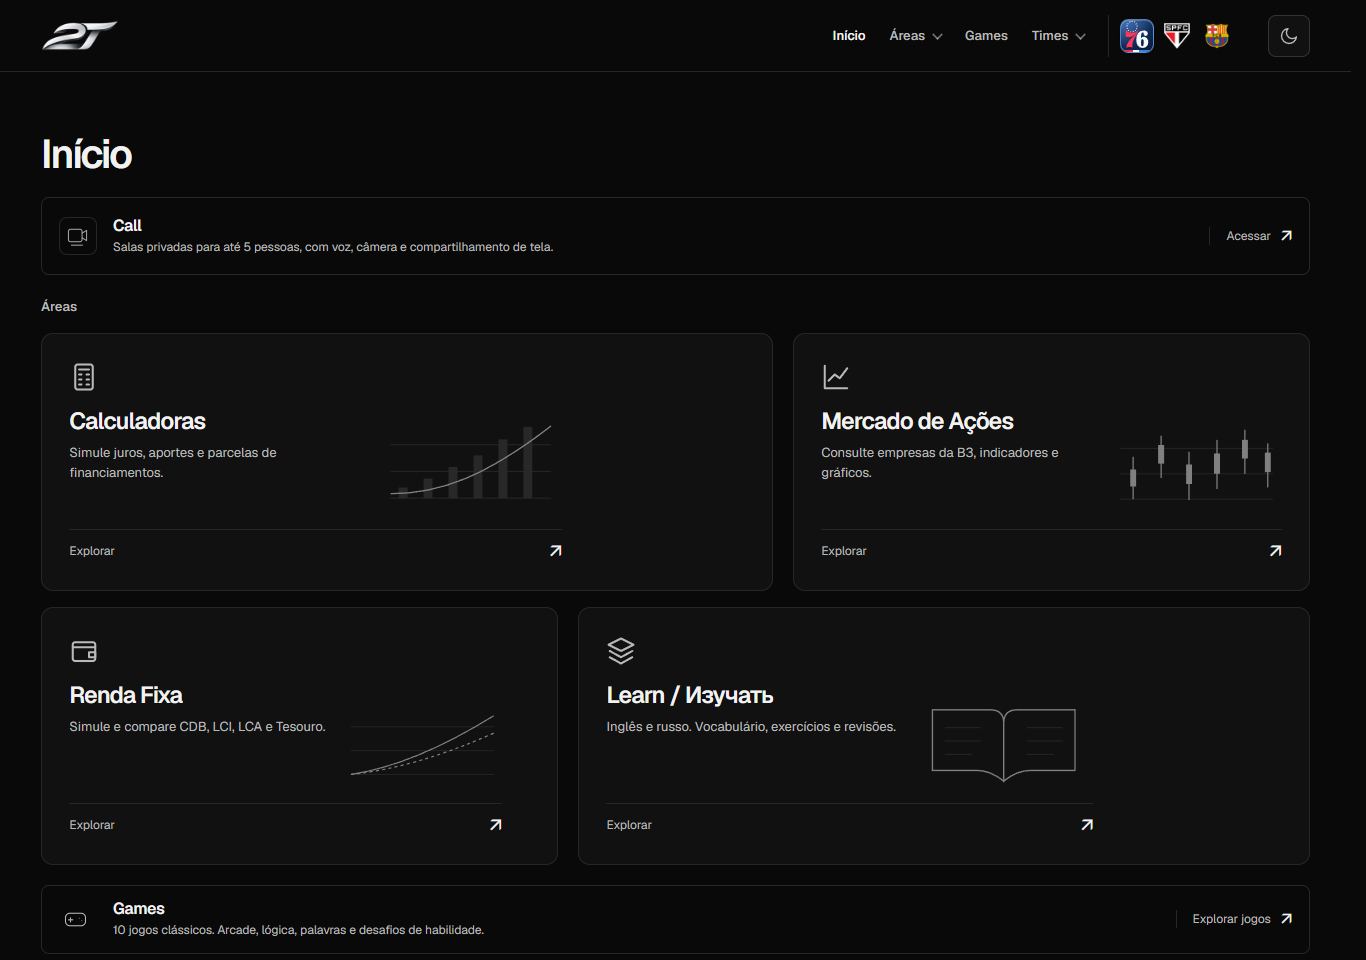 2T
Início
Áreas
Games
Times
76
SPFC
Início
Call
Salas privadas para até 5 pessoas, com voz, câmera e compartilhamento de tela.
Acessar
Áreas
Calculadoras
Simule juros, aportes e parcelas de
financiamentos.
Explorar
Mercado de Ações
Consulte empresas da B3, indicadores e
gráficos.
Explorar
Renda Fixa
Simule e compare CDB, LCI, LCA e Tesouro.
Explorar
Learn / Изучать
Inglês e russo. Vocabulário, exercícios e revisões.
Explorar
Games
10 jogos clássicos. Arcade, lógica, palavras e desafios de habilidade.
Explorar jogos